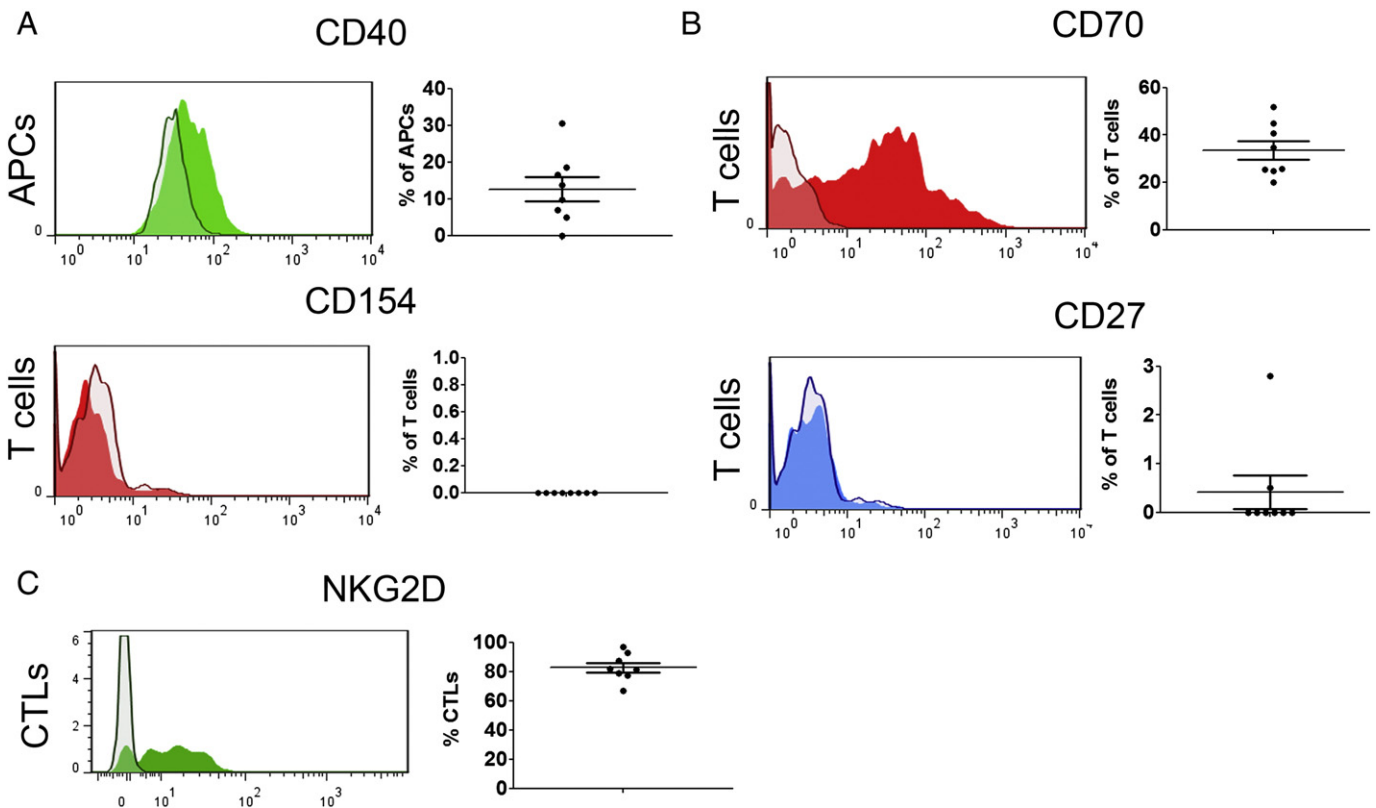 A
CD40
APCs
0
10^0 10^1 10^2 10^3 10^4
% of APCs
40
30
20
10
0
CD154
T cells
0
10^0 10^1 10^2 10^3 10^4
% of T cells
1.0
0.8
0.6
0.4
0.2
0.0
B
CD70
T cells
0
10^0 10^1 10^2 10^3 10^4
% of T cells
60
40
20
0
CD27
T cells
0
10^0 10^1 10^2 10^3
% of T cells
3
2
1
0
C
NKG2D
CTLs
6
4
2
0
0 10^1 10^2 10^3
% CTLs
100
80
60
40
20
0